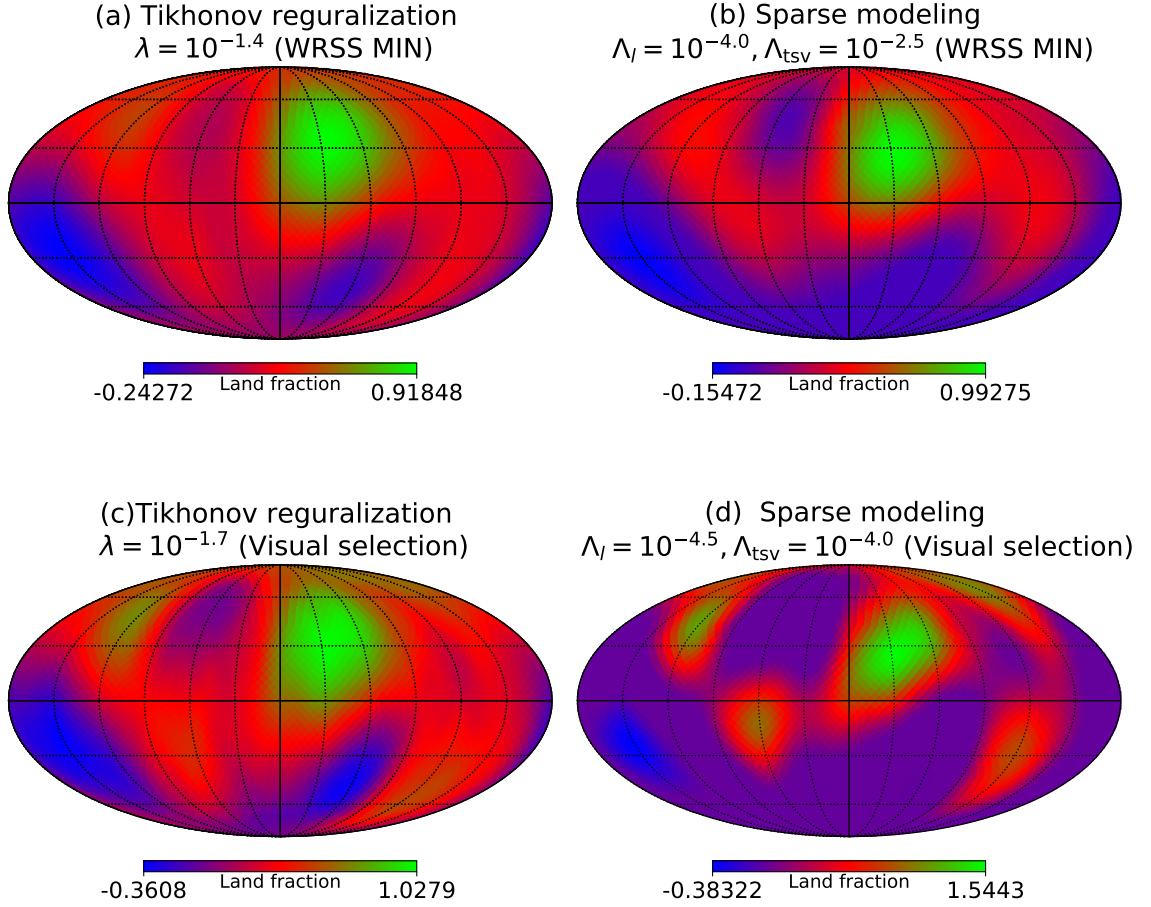 (a) Tikhonov reguralization
λ = 10^−1.4 (WRSS MIN)
(b) Sparse modeling
Λ_l = 10^−4.0, Λ_tsv = 10^−2.5 (WRSS MIN)
Land fraction
-0.24272 0.91848
Land fraction
-0.15472 0.99275
(c)Tikhonov reguralization
λ = 10^−1.7 (Visual selection)
(d) Sparse modeling
Λ_l = 10^−4.5, Λ_tsv = 10^−4.0 (Visual selection)
Land fraction
-0.3608 1.0279
Land fraction
-0.38322 1.5443